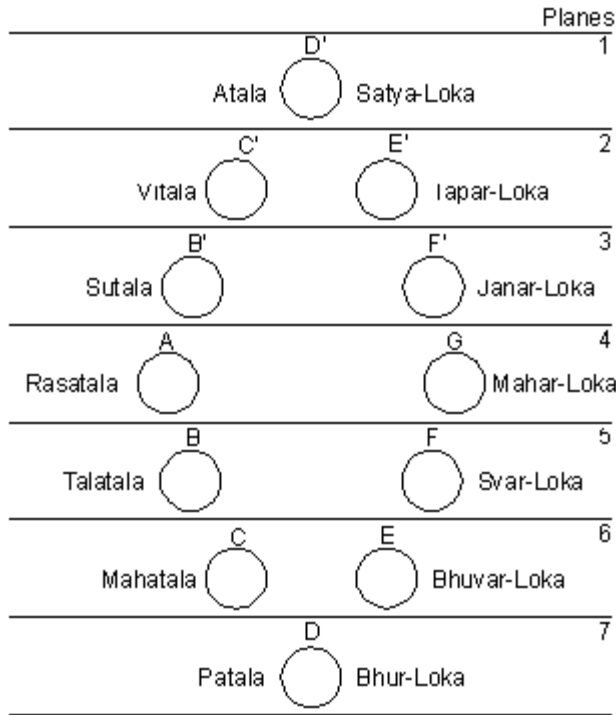 Planes
1
D'
Atala Satya-Loka
2
C' E'
Vitala Tapar-Loka
3
B' F'
Sutala Janar-Loka
A G 4
Rasatala Mahar-Loka
B F 5
Talatala Svar-Loka
6
C E
Mahatala Bhuvar-Loka
D 7
Patala Bhur-Loka